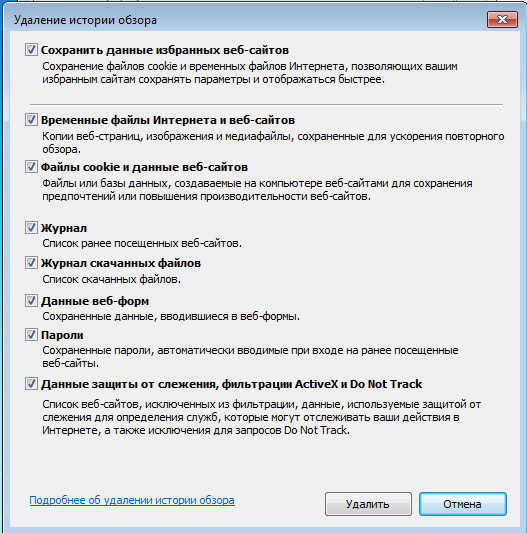 Удаление истории обзора
Сохранить данные избранных веб-сайтов
Сохранение файлов cookie и временных файлов Интернета, позволяющих вашим
избранным сайтам сохранять параметры и отображаться быстрее.
Временные файлы Интернета и веб-сайтов
Копии веб-страниц, изображения и медиафайлы, сохраненные для ускорения повторного
обзора.
Файлы cookie и данные веб-сайтов
Файлы или базы данных, создаваемые на компьютере веб-сайтами для сохранения
предпочтений или повышения производительности веб-сайтов.
Журнал
Список ранее посещенных веб-сайтов.
Журнал скачанных файлов
Список скачанных файлов.
Данные веб-форм
Сохраненные данные, вводившиеся в веб-формы.
Пароли
Сохраненные пароли, автоматически вводимые при входе на ранее посещенные
веб-сайты.
Данные защиты от слежения, фильтрации ActiveX и Do Not Track
Список веб-сайтов, исключенных из фильтрации, данные, используемые защитой от
слежения для определения служб, которые могут отслеживать ваши действия в
Интернете, а также исключения для запросов Do Not Track.
Подробнее об удалении истории обзора
Удалить
Отмена